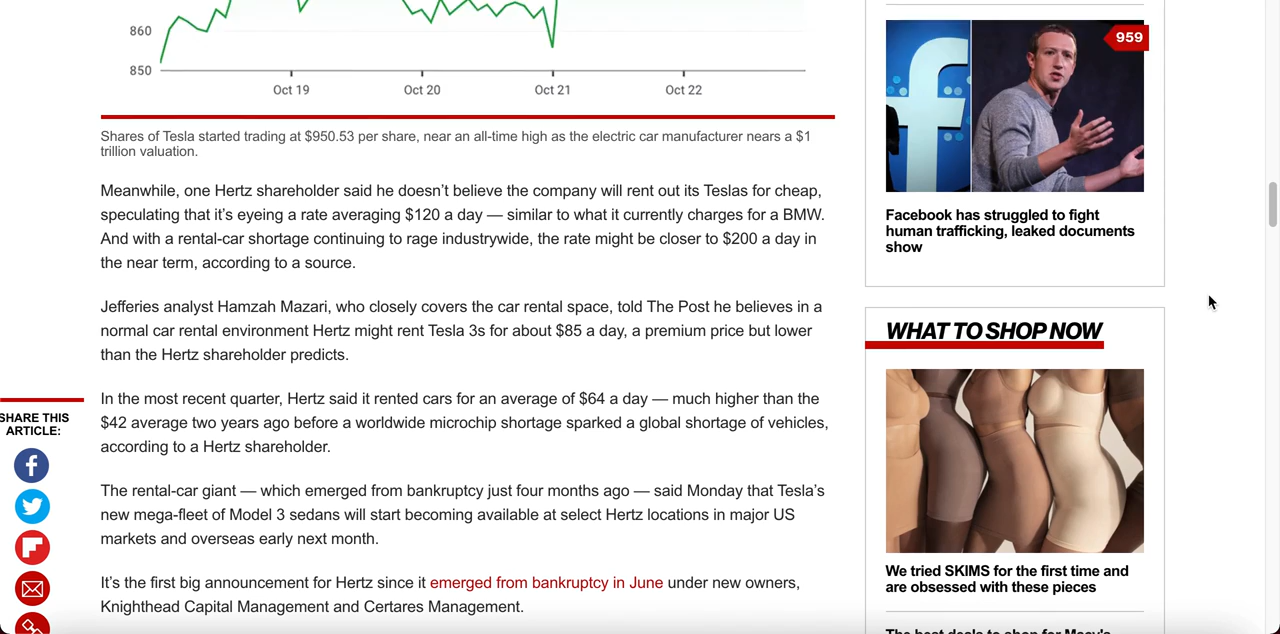 860
850
Oct 19
Oct 20
Oct 21
Oct 22
Shares of Tesla started trading at $950.53 per share, near an all-time high as the electric car manufacturer nears a $1
trillion valuation.
Meanwhile, one Hertz shareholder said he doesn’t believe the company will rent out its Teslas for cheap,
speculating that it’s eyeing a rate averaging $120 a day — similar to what it currently charges for a BMW.
And with a rental-car shortage continuing to rage industrywide, the rate might be closer to $200 a day in
the near term, according to a source.
Jefferies analyst Hamzah Mazari, who closely covers the car rental space, told The Post he believes in a
normal car rental environment Hertz might rent Tesla 3s for about $85 a day, a premium price but lower
than the Hertz shareholder predicts.
In the most recent quarter, Hertz said it rented cars for an average of $64 a day — much higher than the
$42 average two years ago before a worldwide microchip shortage sparked a global shortage of vehicles,
according to a Hertz shareholder.
The rental-car giant — which emerged from bankruptcy just four months ago — said Monday that Tesla’s
new mega-fleet of Model 3 sedans will start becoming available at select Hertz locations in major US
markets and overseas early next month.
It’s the first big announcement for Hertz since it emerged from bankruptcy in June under new owners,
Knighthead Capital Management and Certares Management.
SHARE THIS
ARTICLE:
959
Facebook has struggled to fight
human trafficking, leaked documents
show
WHAT TO SHOP NOW
We tried SKIMS for the first time and
are obsessed with these pieces
The best deals to shop for Macy's